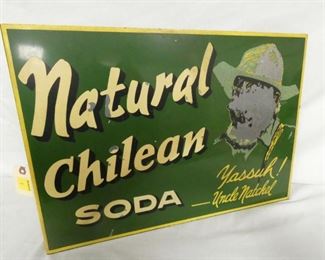 Natural
Chilean
SODA
Yassuh!
— Uncle Natchel